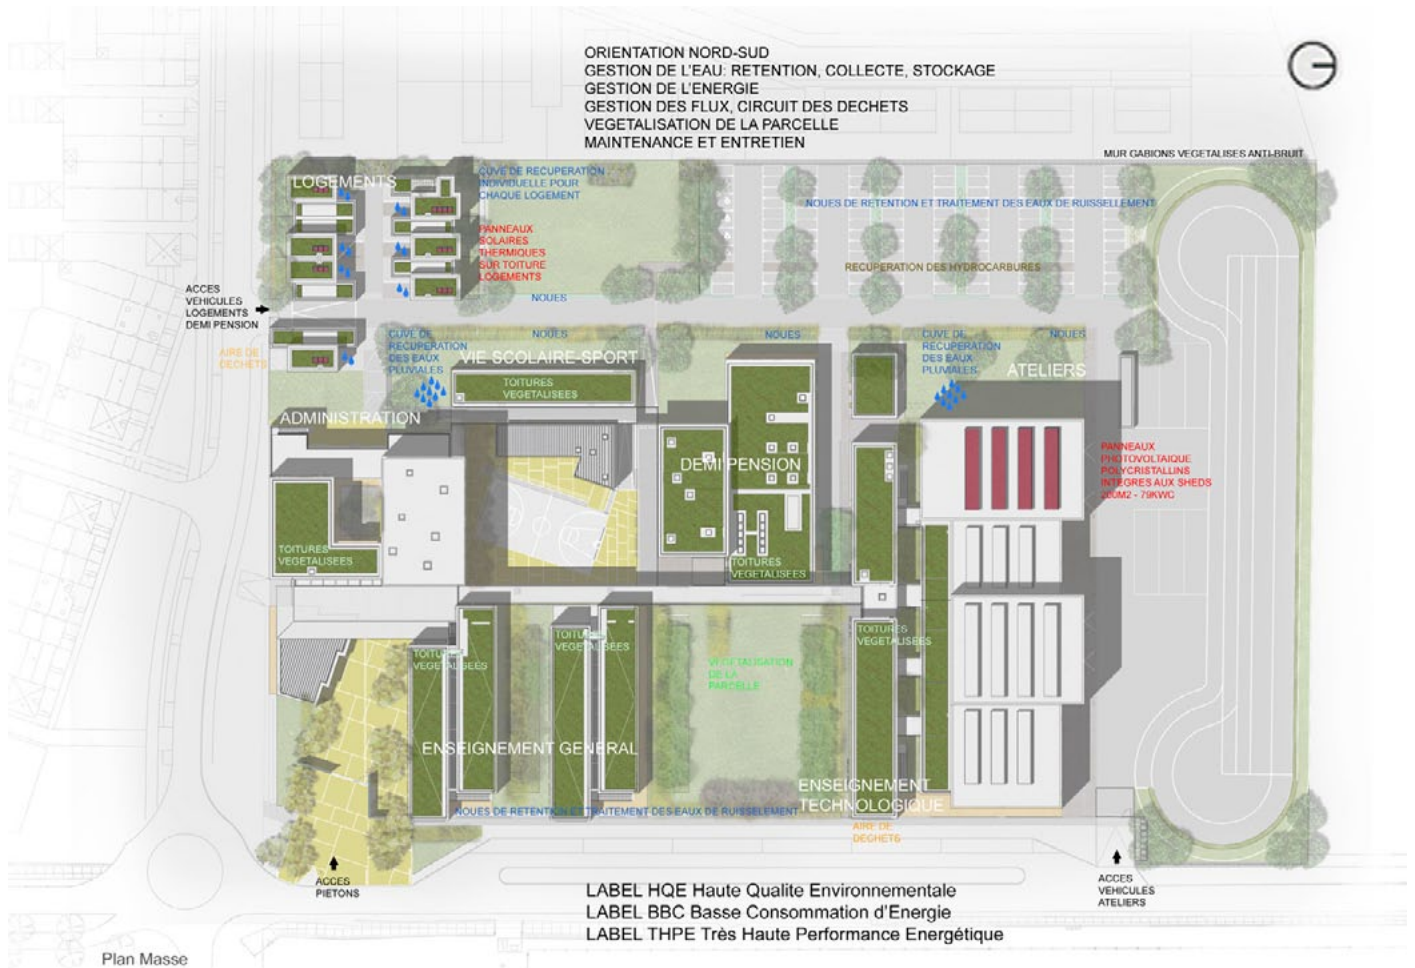 ORIENTATION NORD-SUD
GESTION DE L'EAU: RETENTION, COLLECTE, STOCKAGE
GESTION DE L'ENERGIE
GESTION DES FLUX, CIRCUIT DES DECHETS
VEGETALISATION DE LA PARCELLE
MAINTENANCE ET ENTRETIEN
MUR GABIONS VEGETALISES ANTI-BRUIT
LOGEMENTS
CUVE DE RECUPERATION
INDIVIDUELLE POUR
CHAQUE LOGEMENT
NOUES DE RETENTION ET TRAITEMENT DES EAUX DE RUISSELLEMENT
PANNEAUX
SOLAIRES
THERMIQUES
SUR TOITURE
LOGEMENTS
RECUPERATION DES HYDROCARBURES
ACCES
VEHICULES
LOGEMENTS
DEMI PENSION
NOUES
AIRE DE
DECHETS
CUVE DE
RECUPERATION
DES EAUX
PLUVIALES
NOUES
NOUES
CUVE DE
RECUPERATION
DES EAUX
PLUVIALES
NOUES
VIE SCOLAIRE-SPORT
ATELIERS
TOITURES
VEGETALISEES
ADMINISTRATION
DEMI PENSION
PANNEAUX
PHOTOVOLTAIQUE
POLYCRISTALLINS
INTEGRES AUX SHEDS
200M2 - 79KWC
TOITURES
VEGETALISEES
TOITURES
VEGETALISEES
TOITURES
VEGETALISEES
TOITURES
VEGETALISEES
TOITURES
VEGETALISEES
VEGETALISATION
DE LA
PARCELLE
ENSEIGNEMENT GENERAL
ENSEIGNEMENT
TECHNOLOGIQUE
NOUES DE RETENTION ET TRAITEMENT DES EAUX DE RUISSELEMENT
AIRE DE
DECHETS
ACCES
PIETONS
ACCES
VEHICULES
ATELIERS
LABEL HQE Haute Qualite Environnementale
LABEL BBC Basse Consommation d'Energie
LABEL THPE Très Haute Performance Energétique
Plan Masse